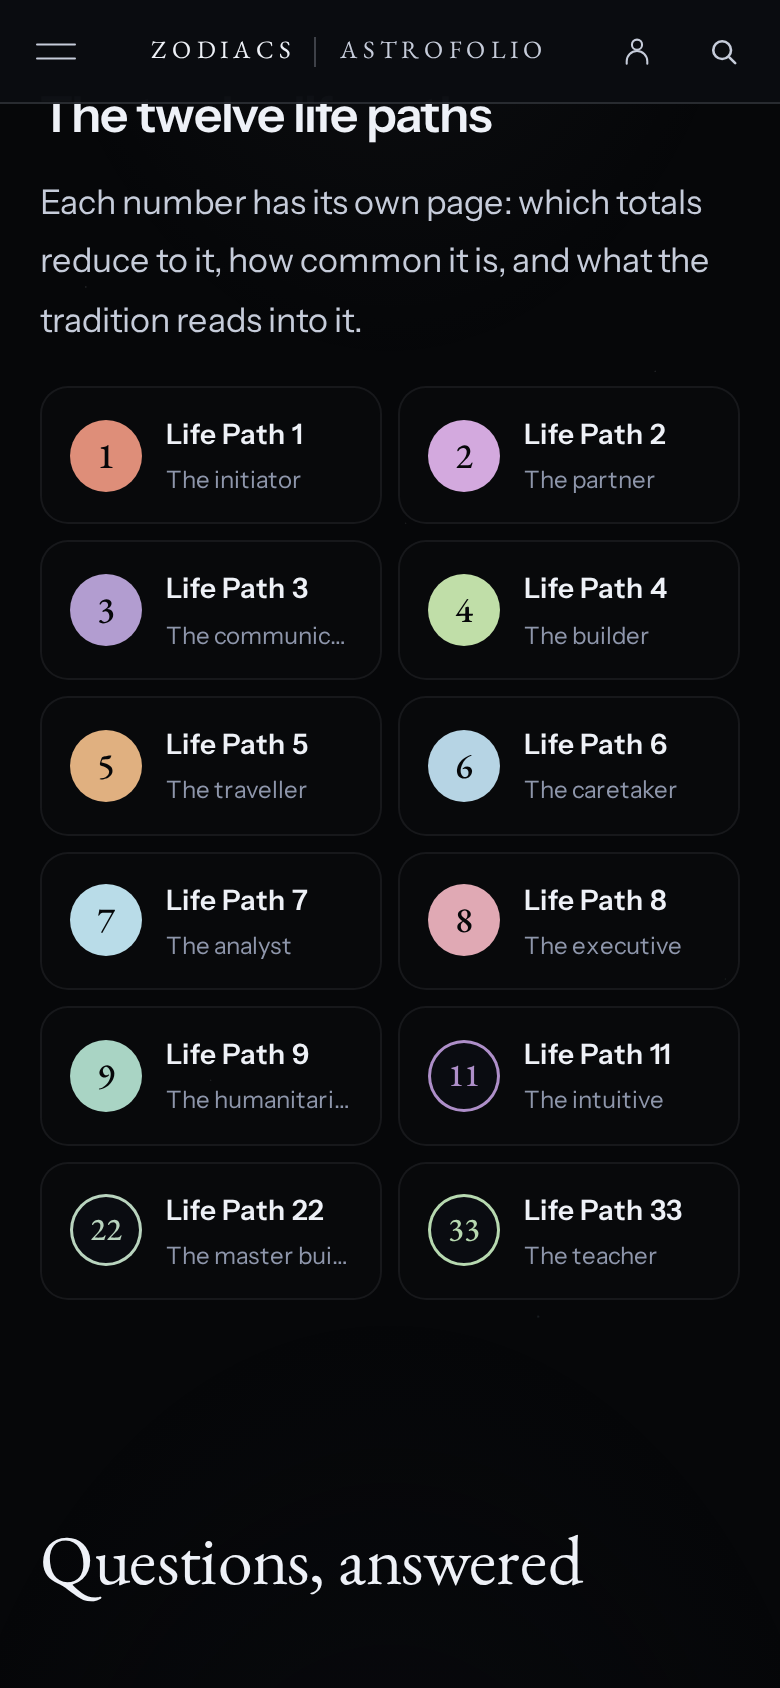 ZODIACS | ASTROFOLIO
The twelve life paths
Each number has its own page: which totals
reduce to it, how common it is, and what the
tradition reads into it.
1
Life Path 1
The initiator
2
Life Path 2
The partner
3
Life Path 3
The communic...
4
Life Path 4
The builder
5
Life Path 5
The traveller
6
Life Path 6
The caretaker
7
Life Path 7
The analyst
8
Life Path 8
The executive
9
Life Path 9
The humanitari...
11
Life Path 11
The intuitive
22
Life Path 22
The master bui...
33
Life Path 33
The teacher
Questions, answered